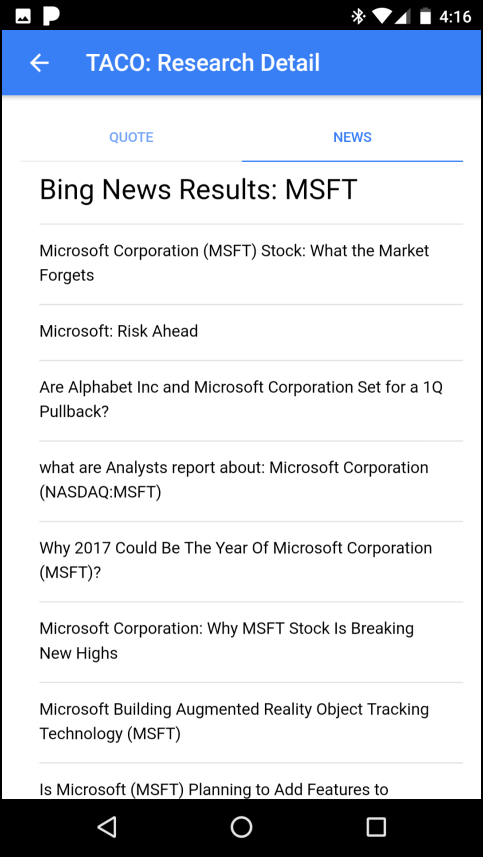 4:16
TACO: Research Detail
QUOTE
NEWS
Bing News Results: MSFT
Microsoft Corporation (MSFT) Stock: What the Market
Forgets
Microsoft: Risk Ahead
Are Alphabet Inc and Microsoft Corporation Set for a 1Q
Pullback?
what are Analysts report about: Microsoft Corporation
(NASDAQ:MSFT)
Why 2017 Could Be The Year Of Microsoft Corporation
(MSFT)?
Microsoft Corporation: Why MSFT Stock Is Breaking
New Highs
Microsoft Building Augmented Reality Object Tracking
Technology (MSFT)
Is Microsoft (MSFT) Planning to Add Features to